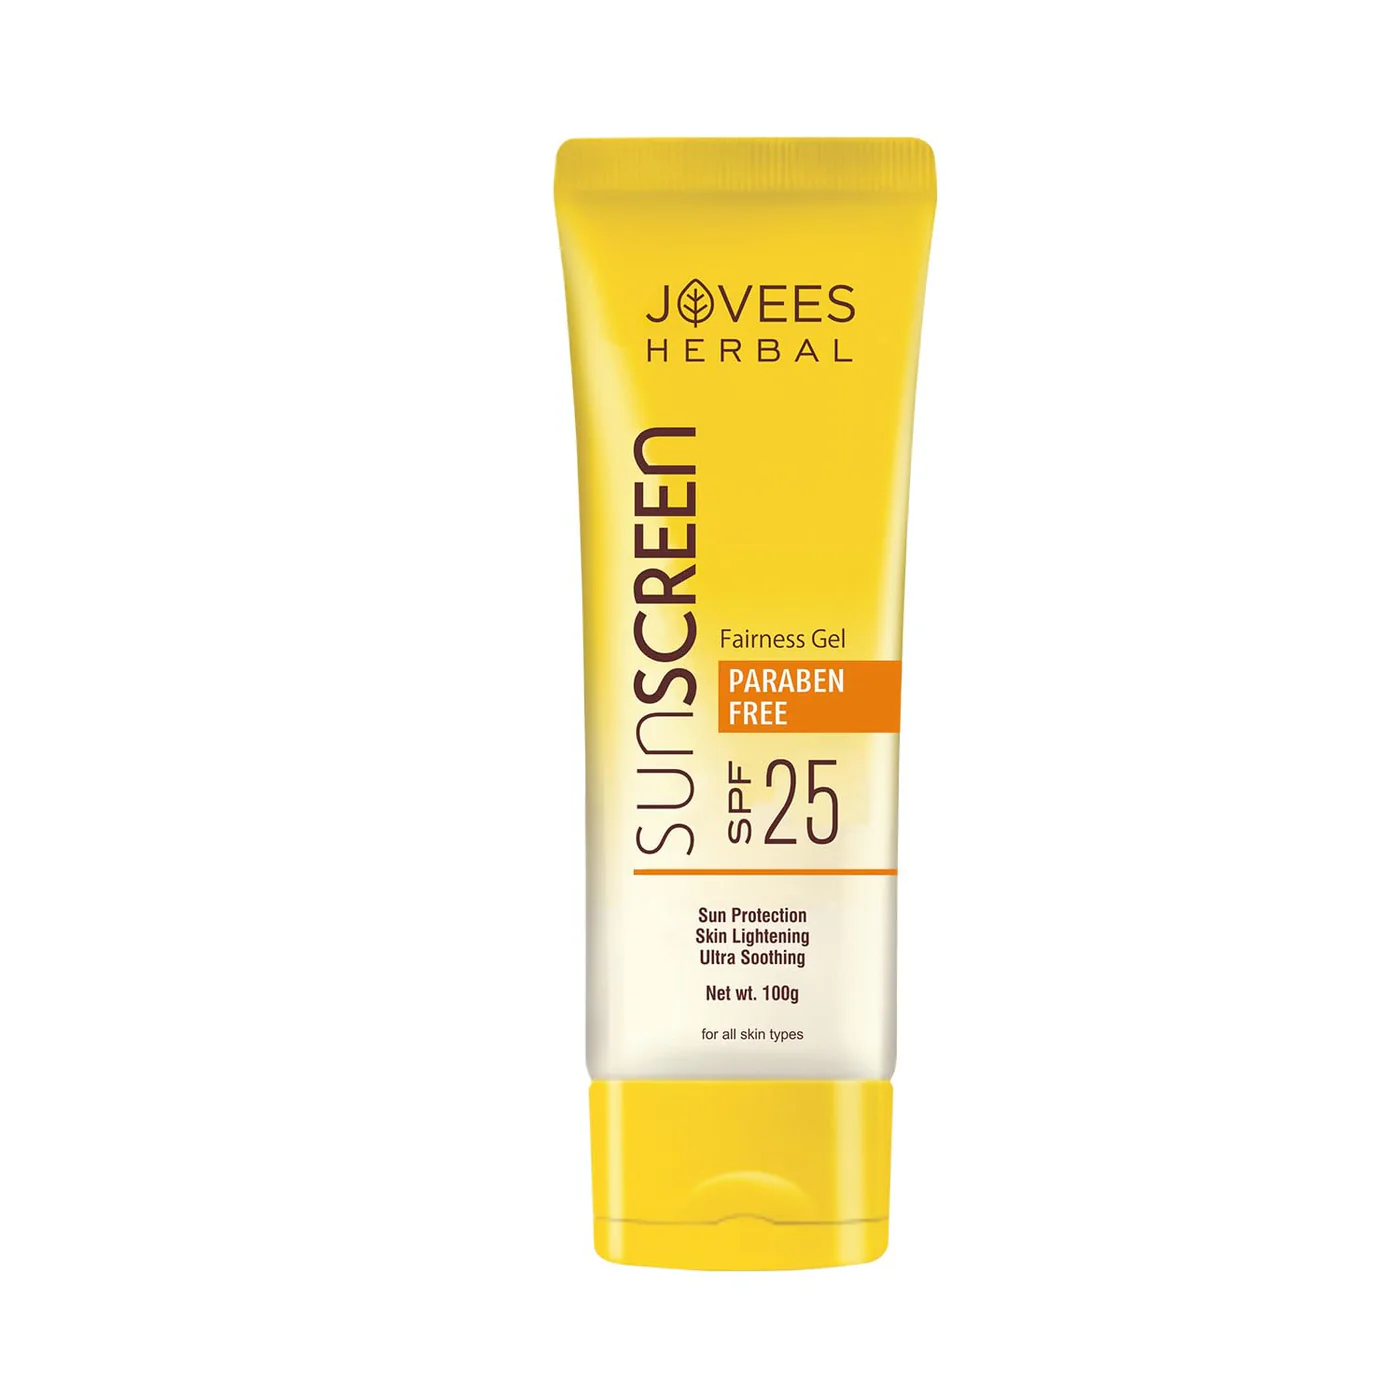 JOVEES
HERBAL
SUNSCREEN
Fairness Gel
PARABEN
FREE
SPF 25
Sun Protection
Skin Lightening
Ultra Soothing
Net wt. 100g
for all skin types